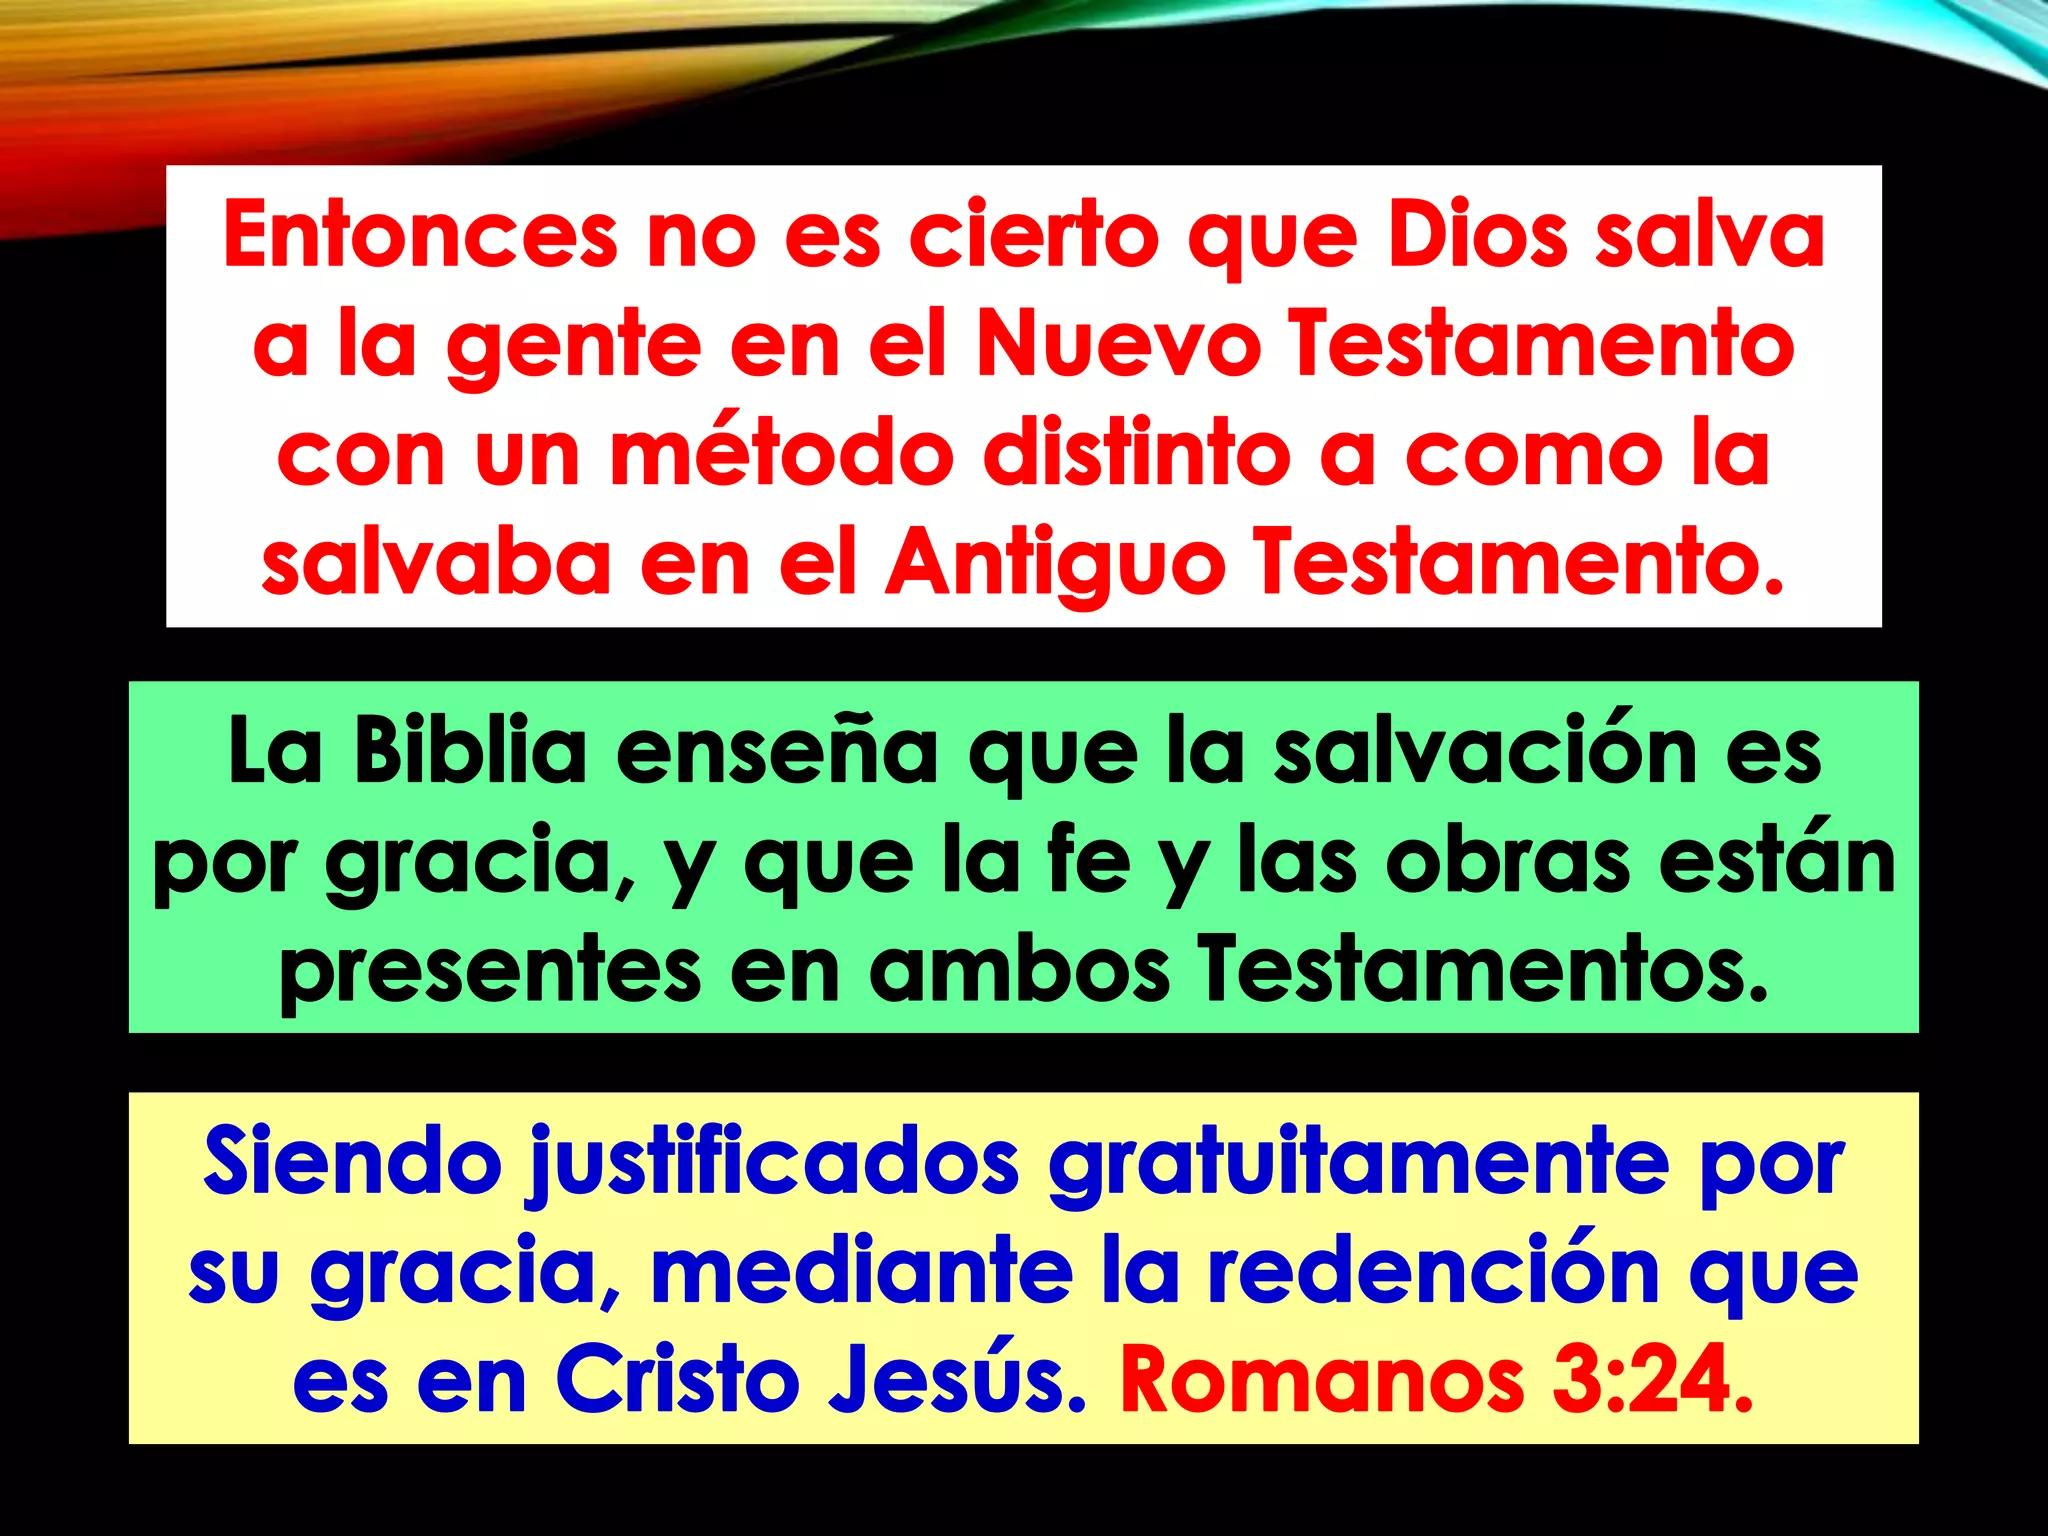 Entonces no es cierto que Dios salva
a la gente en el Nuevo Testamento
con un método distinto a como la
salvaba en el Antiguo Testamento.
La Biblia enseña que la salvación es
por gracia, y que la fe y las obras están
presentes en ambos Testamentos.
Siendo justificados gratuitamente por
su gracia, mediante la redención que
es en Cristo Jesús. Romanos 3:24.